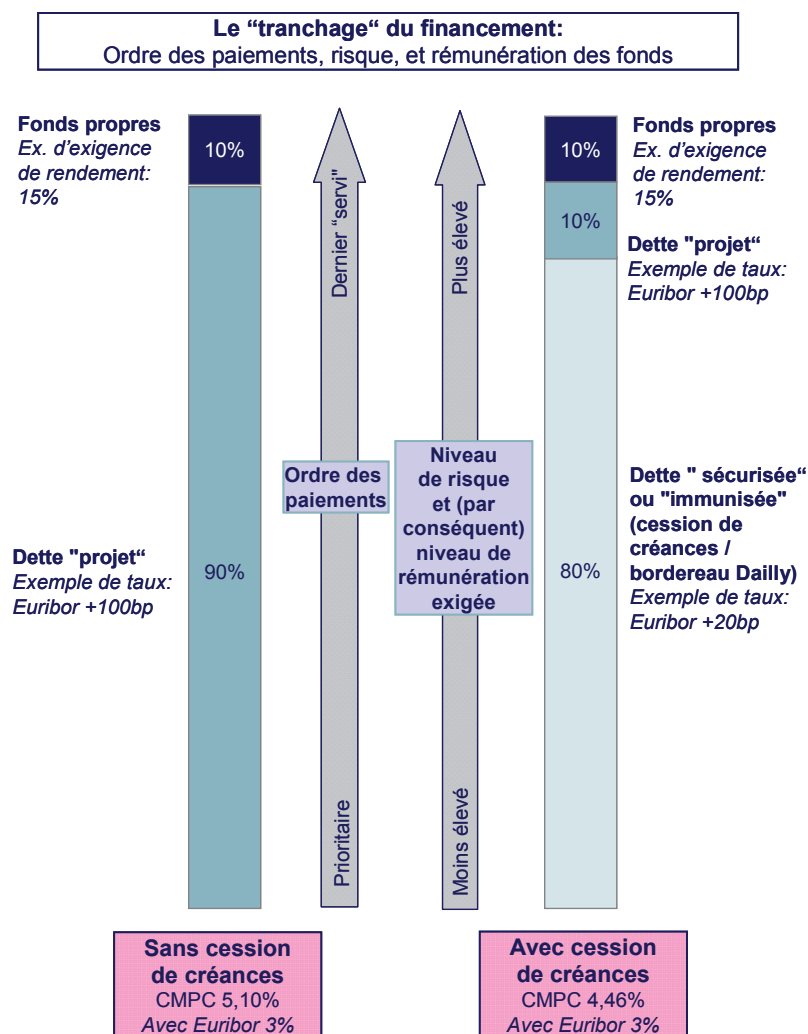 Le “tranchage“ du financement:
Ordre des paiements, risque, et rémunération des fonds
Fonds propres
Ex. d’exigence
de rendement:
15%
10%
Dette "projet“
Exemple de taux:
Euribor +100bp
90%
Dernier “servi"
Ordre des
paiements
Prioritaire
Plus élevé
Niveau
de risque
et (par
conséquent)
niveau de
rémunération
exigée
Moins élevé
10%
10%
80%
Fonds propres
Ex. d’exigence
de rendement:
15%
Dette "projet“
Exemple de taux:
Euribor +100bp
Dette " sécurisée“
ou "immunisée"
(cession de
créances /
bordereau Dailly)
Exemple de taux:
Euribor +20bp
Sans cession
de créances
CMPC 5,10%
Avec Euribor 3%
Avec cession
de créances
CMPC 4,46%
Avec Euribor 3%